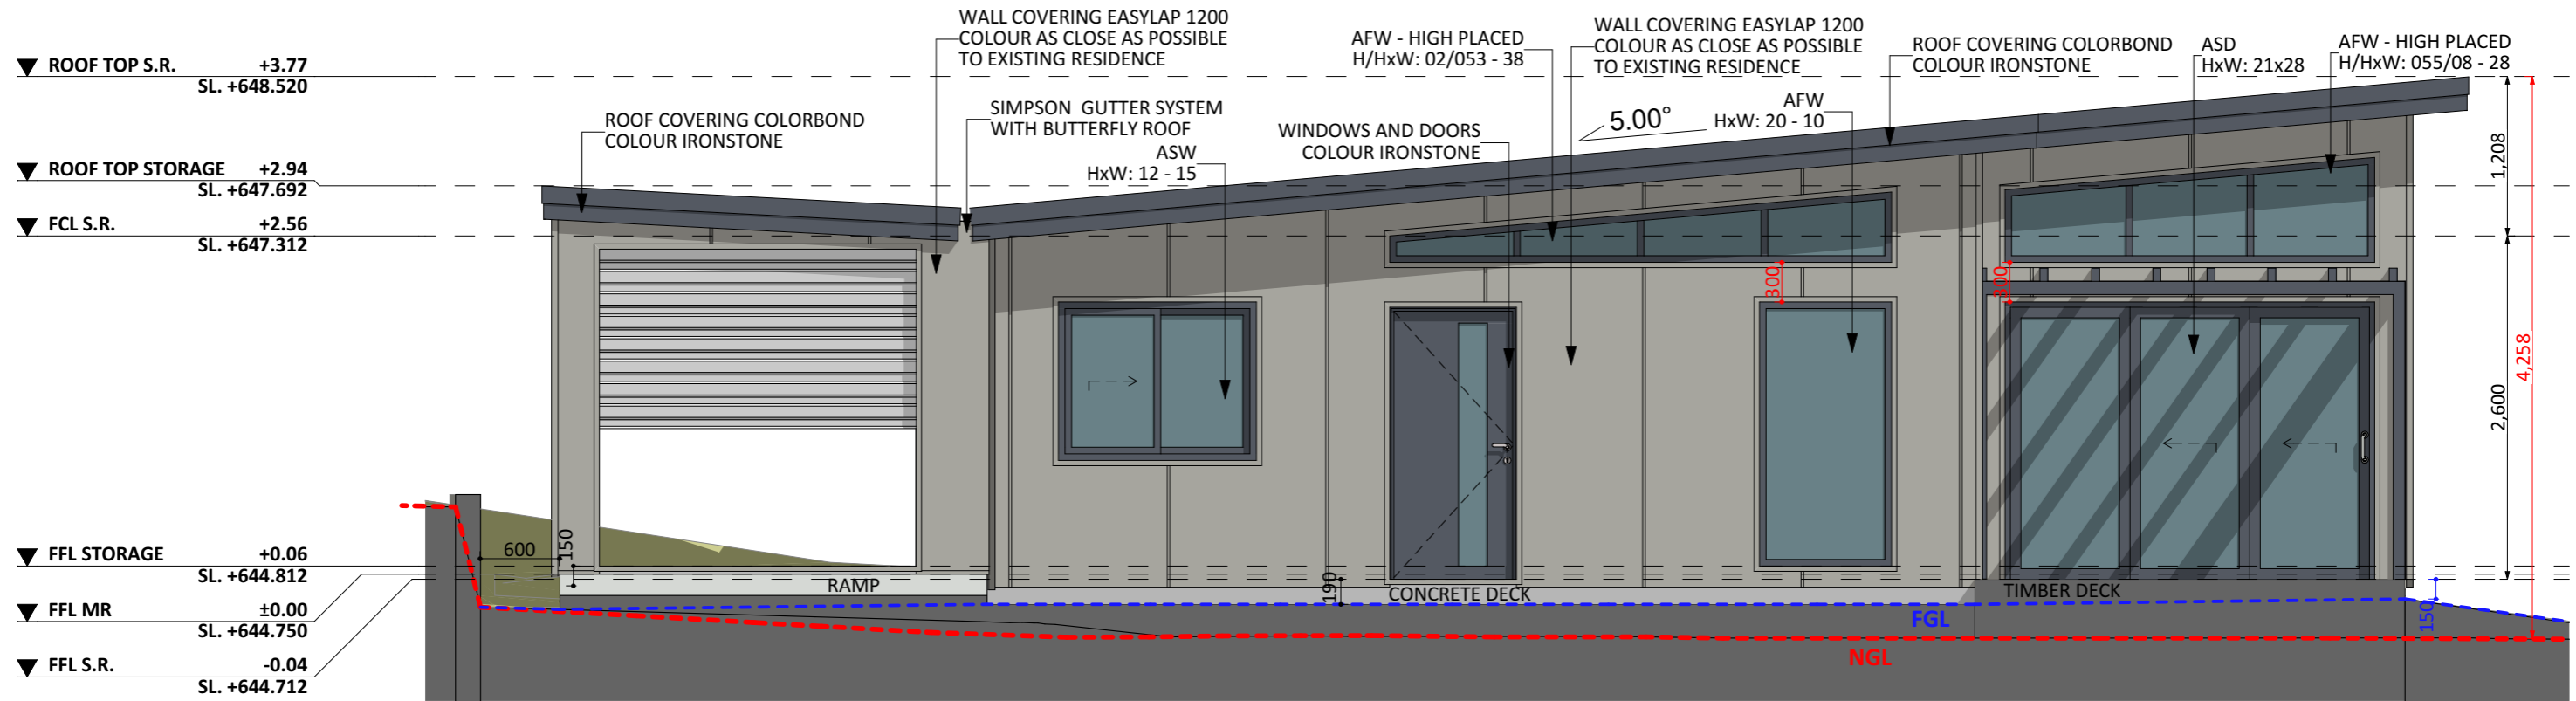 ROOF TOP S.R. +3.77
SL. +648.520
ROOF TOP STORAGE +2.94
SL. +647.692
FCL S.R. +2.56
SL. +647.312
FFL STORAGE +0.06
SL. +644.812
FFL MR ±0.00
SL. +644.750
FFL S.R. -0.04
SL. +644.712
ROOF COVERING COLORBOND
COLOUR IRONSTONE
WALL COVERING EASYLAP 1200
COLOUR AS CLOSE AS POSSIBLE
TO EXISTING RESIDENCE
SIMPSON GUTTER SYSTEM
WITH BUTTERFLY ROOF
ASW
HxW: 12 - 15
AFW - HIGH PLACED
H/HxW: 02/053 - 38
WINDOWS AND DOORS
COLOUR IRONSTONE
WALL COVERING EASYLAP 1200
COLOUR AS CLOSE AS POSSIBLE
TO EXISTING RESIDENCE
5.00°
AFW
HxW: 20 - 10
ROOF COVERING COLORBOND
COLOUR IRONSTONE
ASD
HxW: 21x28
AFW - HIGH PLACED
H/HxW: 055/08 - 28
1,208
2,600
4,258
300
300
600
150
RAMP
190
CONCRETE DECK
TIMBER DECK
150
FGL
NGL